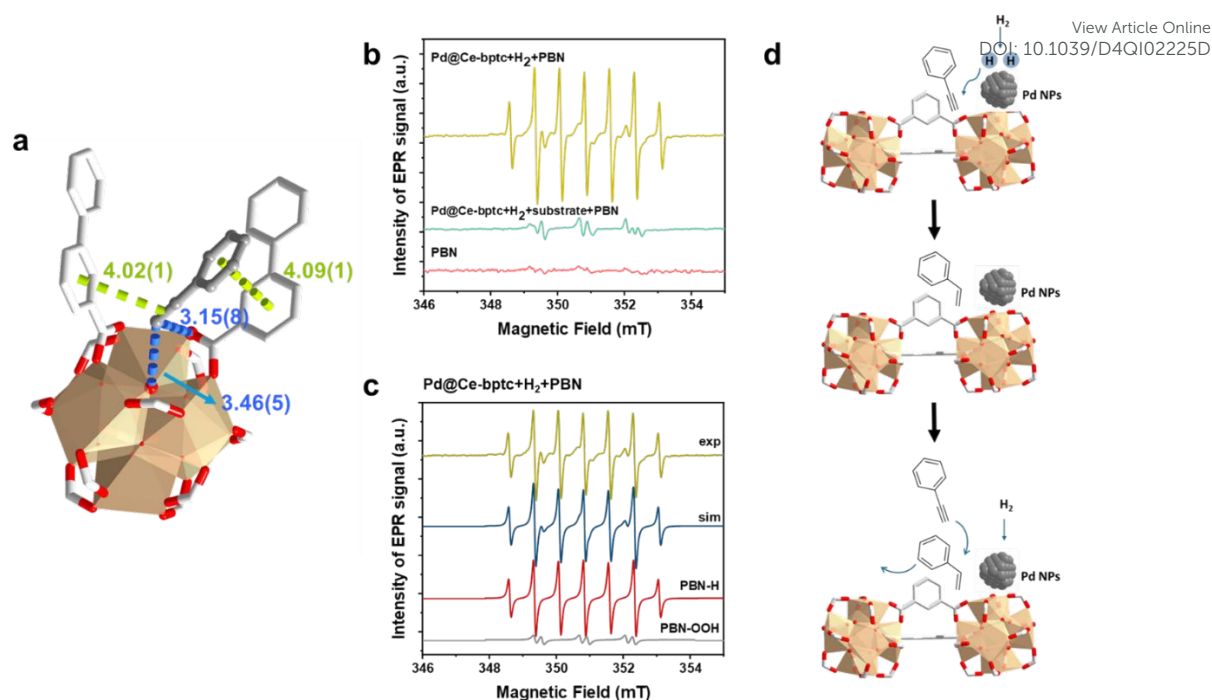 View Article Online
DOI: 10.1039/D4QI02225D
a
4.02(1)
4.09(1)
3.15(8)
3.46(5)
b
Pd@Ce-bptc+H2+PBN
Pd@Ce-bptc+H2+substrate+PBN
PBN
Intensity of EPR signal (a.u.)
346 348 350 352 354
Magnetic Field (mT)
c
Pd@Ce-bptc+H2+PBN
exp
sim
PBN-H
PBN-OOH
Intensity of EPR signal (a.u.)
346 348 350 352 354
Magnetic Field (mT)
d
H2
H H
Pd NPs
Pd NPs
H2
Pd NPs